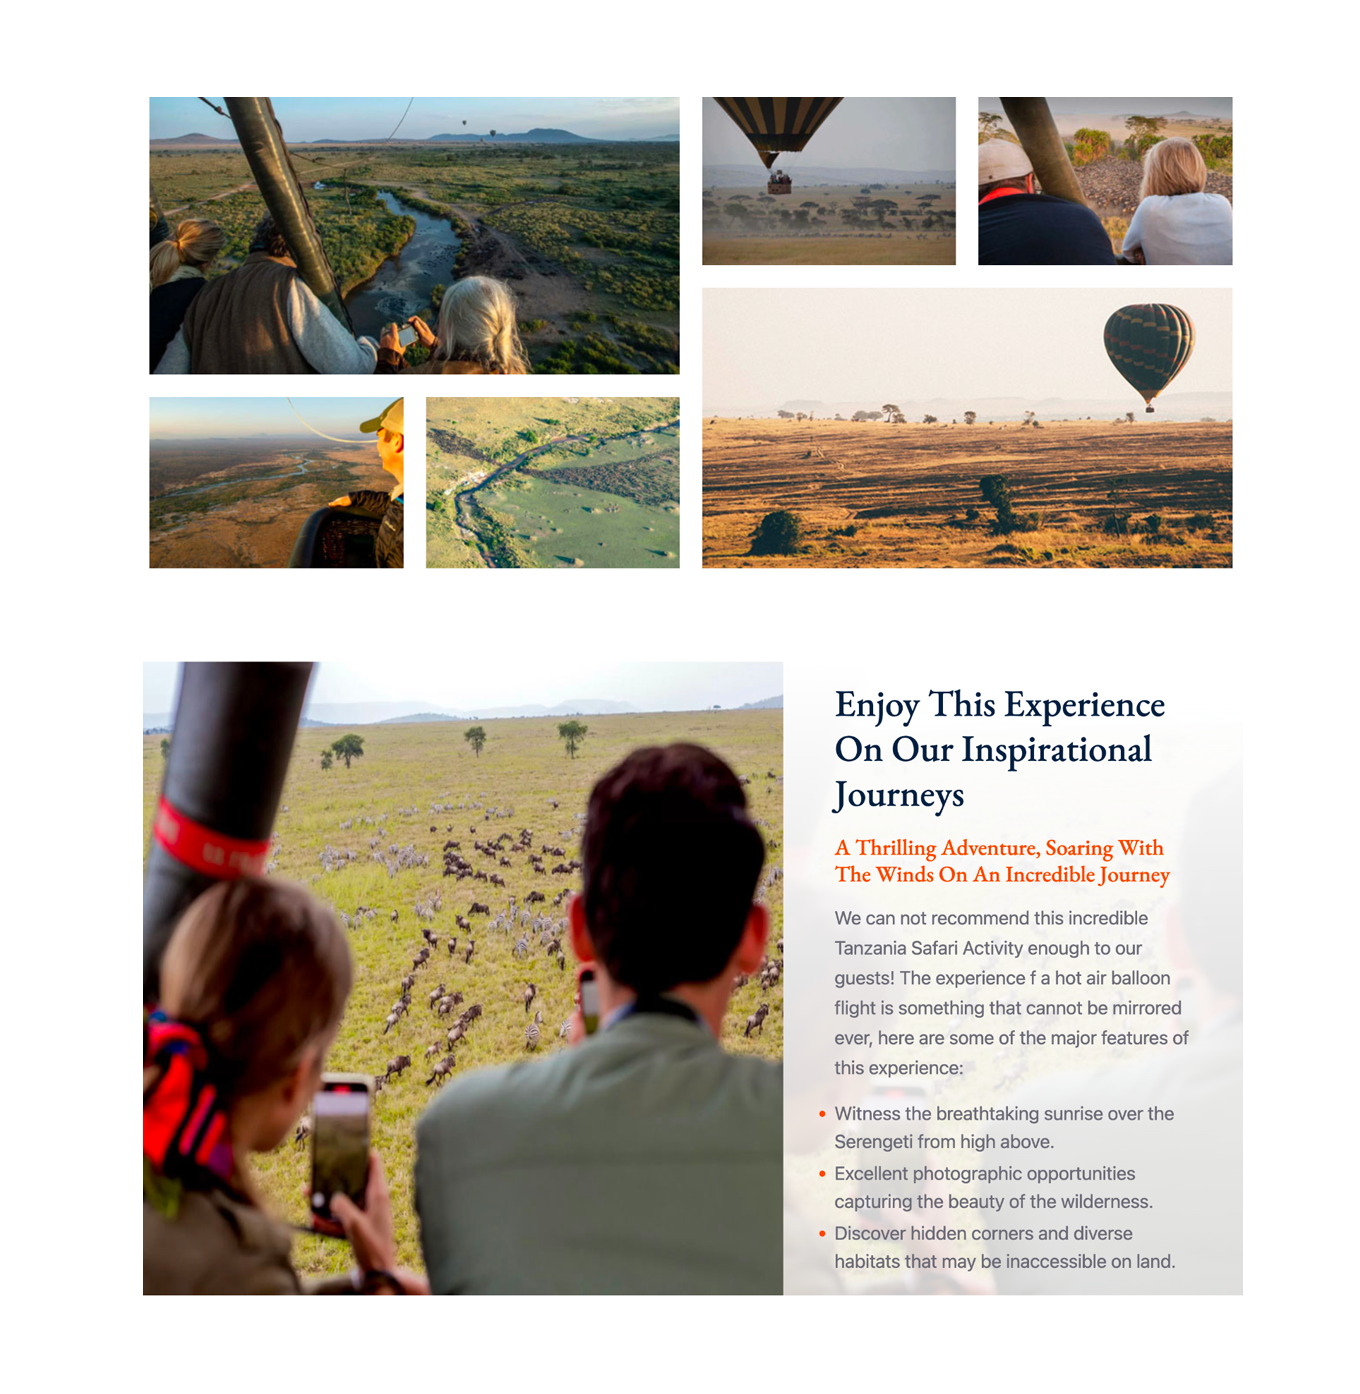 Enjoy This Experience
On Our Inspirational
Journeys
A Thrilling Adventure, Soaring With
The Winds On An Incredible Journey
We can not recommend this incredible
Tanzania Safari Activity enough to our
guests! The experience f a hot air balloon
flight is something that cannot be mirrored
ever, here are some of the major features of
this experience:
• Witness the breathtaking sunrise over the
Serengeti from high above.
• Excellent photographic opportunities
capturing the beauty of the wilderness.
• Discover hidden corners and diverse
habitats that may be inaccessible on land.